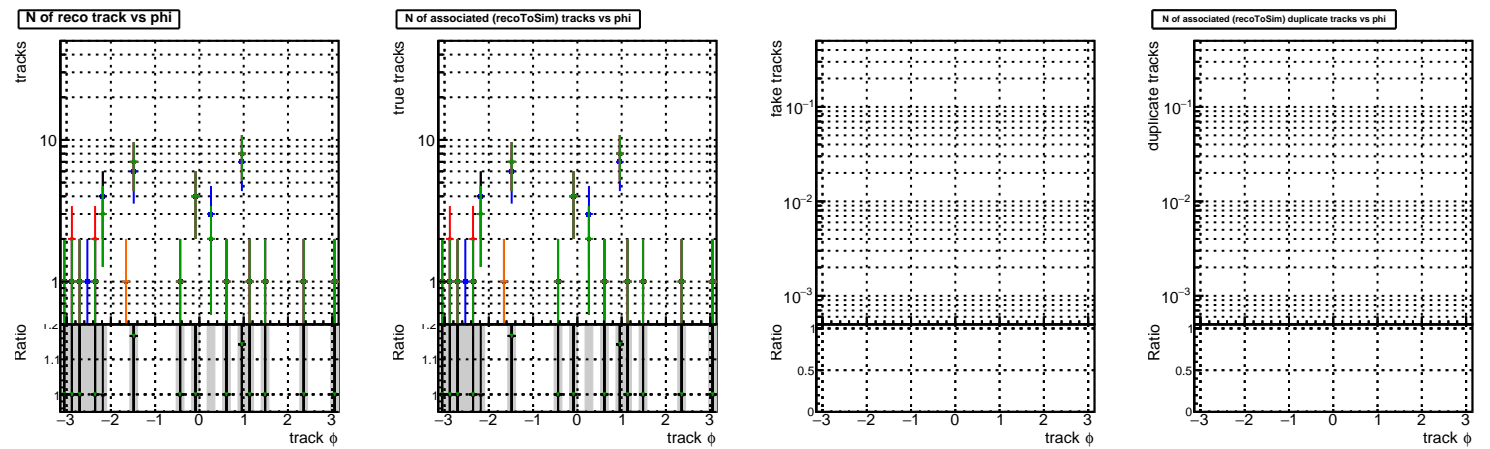 N of reco track vs phi
tracks
10
1
Ratio
1.2
1.1
1
−3 −2 −1 0 1 2 3
track ϕ
N of associated (recoToSim) tracks vs phi
true tracks
10
1
Ratio
1.2
1.1
1
−3 −2 −1 0 1 2 3
track ϕ
fake tracks
10−1
10−2
10−3
Ratio
1
0.5
0
−3 −2 −1 0 1 2 3
track ϕ
N of associated (recoToSim) duplicate tracks vs phi
duplicate tracks
10−1
10−2
10−3
Ratio
1
0.5
0
−3 −2 −1 0 1 2 3
track ϕ